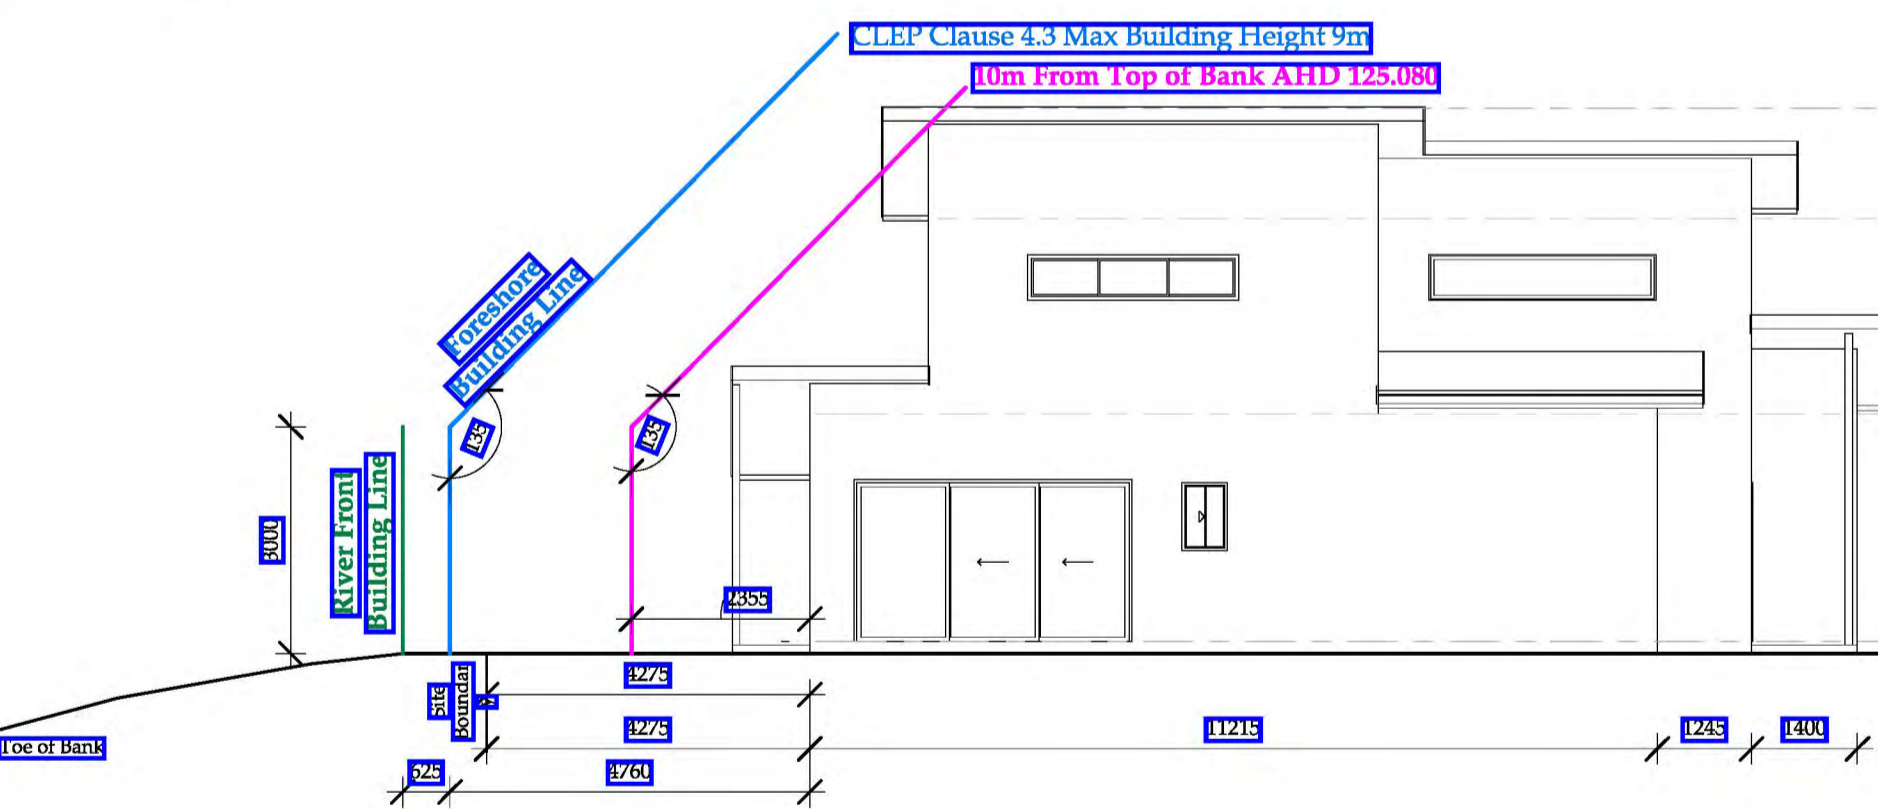 CLEP Clause 4.3 Max Building Height 9m
10m From Top of Bank AHD 125.080
Foreshore
Building Line
135
135
River Front
Building Line
3000
2355
Site
Boundar
y
4275
4275
11215
1245
1400
Toe of Bank
625
4760